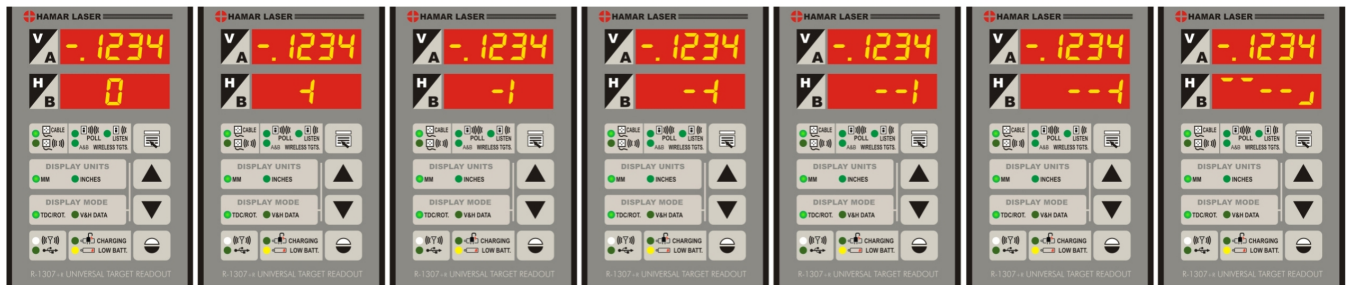 HAMAR LASER
V A -.1234
H B 0
CABLE POLL LISTEN
A&B WIRELESS TGTS.
DISPLAY UNITS
MM INCHES
DISPLAY MODE
TDC/ROT. V&H DATA
CHARGING
LOW BATT.
R-1307-x UNIVERSAL TARGET READOUT
HAMAR LASER
V A -.1234
H B
CABLE POLL LISTEN
A&B WIRELESS TGTS.
DISPLAY UNITS
MM INCHES
DISPLAY MODE
TDC/ROT. V&H DATA
CHARGING
LOW BATT.
R-1307-x UNIVERSAL TARGET READOUT
HAMAR LASER
V A -.1234
H B -1
CABLE POLL LISTEN
A&B WIRELESS TGTS.
DISPLAY UNITS
MM INCHES
DISPLAY MODE
TDC/ROT. V&H DATA
CHARGING
LOW BATT.
R-1307-x UNIVERSAL TARGET READOUT
HAMAR LASER
V A -.1234
H B
CABLE POLL LISTEN
A&B WIRELESS TGTS.
DISPLAY UNITS
MM INCHES
DISPLAY MODE
TDC/ROT. V&H DATA
CHARGING
LOW BATT.
R-1307-x UNIVERSAL TARGET READOUT
HAMAR LASER
V A -.1234
H B --1
CABLE POLL LISTEN
A&B WIRELESS TGTS.
DISPLAY UNITS
MM INCHES
DISPLAY MODE
TDC/ROT. V&H DATA
CHARGING
LOW BATT.
R-1307-x UNIVERSAL TARGET READOUT
HAMAR LASER
V A -.1234
H B
CABLE POLL LISTEN
A&B WIRELESS TGTS.
DISPLAY UNITS
MM INCHES
DISPLAY MODE
TDC/ROT. V&H DATA
CHARGING
LOW BATT.
R-1307-x UNIVERSAL TARGET READOUT
HAMAR LASER
V A -.1234
H B
CABLE POLL LISTEN
A&B WIRELESS TGTS.
DISPLAY UNITS
MM INCHES
DISPLAY MODE
TDC/ROT. V&H DATA
CHARGING
LOW BATT.
R-1307-x UNIVERSAL TARGET READOUT